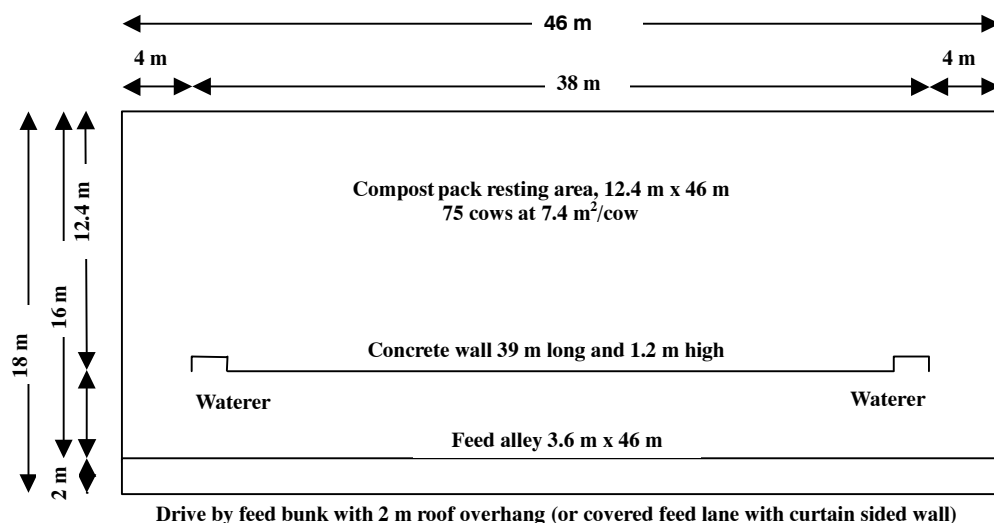 46 m
4 m
4 m
38 m
Compost pack resting area, 12.4 m x 46 m
75 cows at 7.4 m²/cow
12.4 m
16 m
18 m
Concrete wall 39 m long and 1.2 m high
Waterer
Waterer
Feed alley 3.6 m x 46 m
2 m
Drive by feed bunk with 2 m roof overhang (or covered feed lane with curtain sided wall)